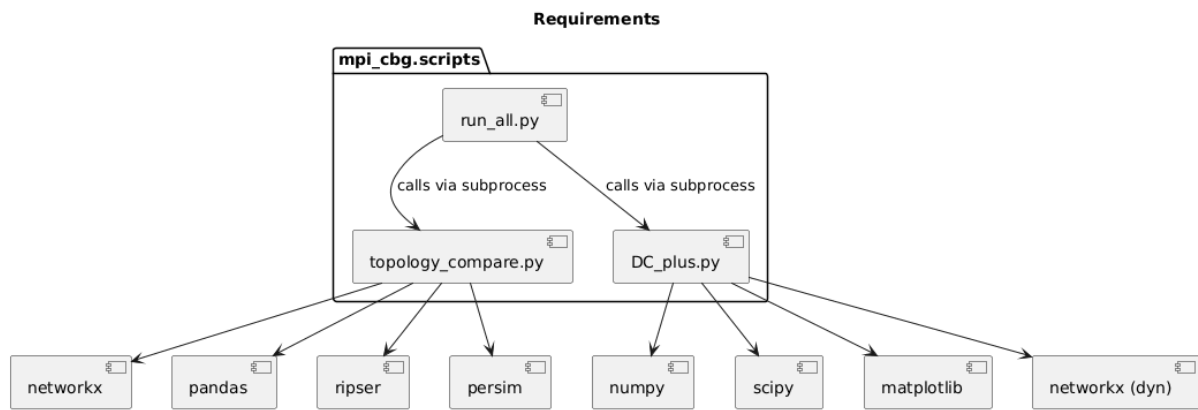 Requirements
mpi_cbg.scripts
run_all.py
calls via subprocess
calls via subprocess
topology_compare.py
DC_plus.py
networkx
pandas
ripser
persim
numpy
scipy
matplotlib
networkx (dyn)